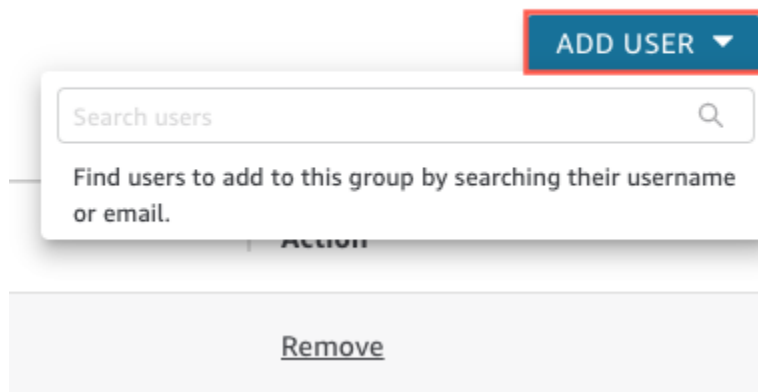 ADD USER
Search users
Find users to add to this group by searching their username
or email.
Action
Remove